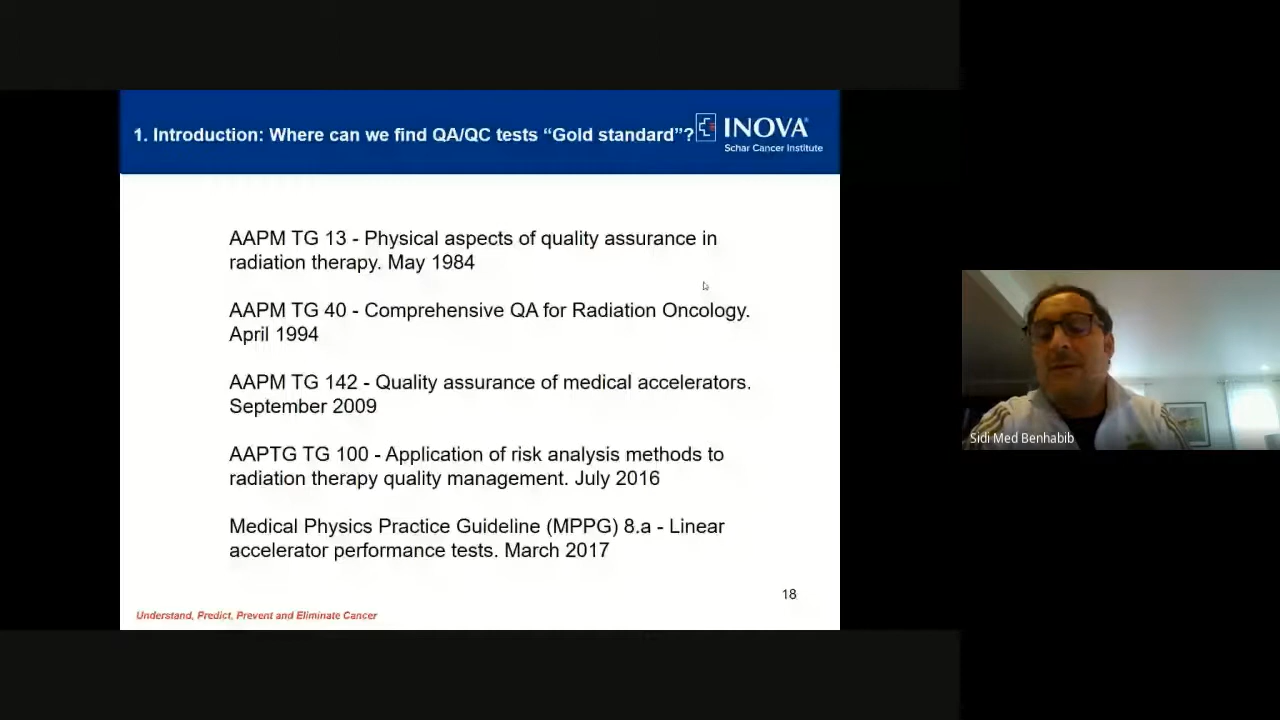 1. Introduction: Where can we find QA/QC tests “Gold standard”?
INOVA®
Schar Cancer Institute
AAPM TG 13 - Physical aspects of quality assurance in
radiation therapy. May 1984
AAPM TG 40 - Comprehensive QA for Radiation Oncology.
April 1994
AAPM TG 142 - Quality assurance of medical accelerators.
September 2009
AAPTG TG 100 - Application of risk analysis methods to
radiation therapy quality management. July 2016
Medical Physics Practice Guideline (MPPG) 8.a - Linear
accelerator performance tests. March 2017
18
Understand, Predict, Prevent and Eliminate Cancer
Sidi Med Benhabib